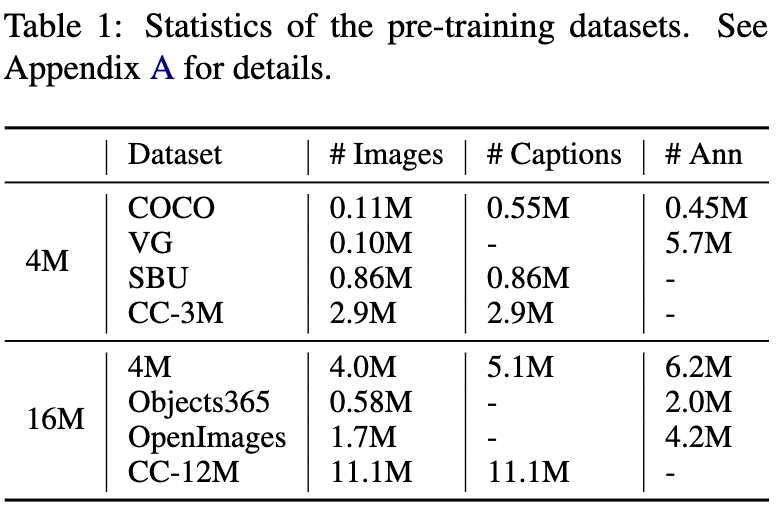 Table 1: Statistics of the pre-training datasets. See
Appendix A for details.
Dataset # Images # Captions # Ann
COCO 0.11M 0.55M 0.45M
VG 0.10M - 5.7M
4M
SBU 0.86M 0.86M -
CC-3M 2.9M 2.9M -
4M 4.0M 5.1M 6.2M
Objects365 0.58M - 2.0M
16M
OpenImages 1.7M - 4.2M
CC-12M 11.1M 11.1M -